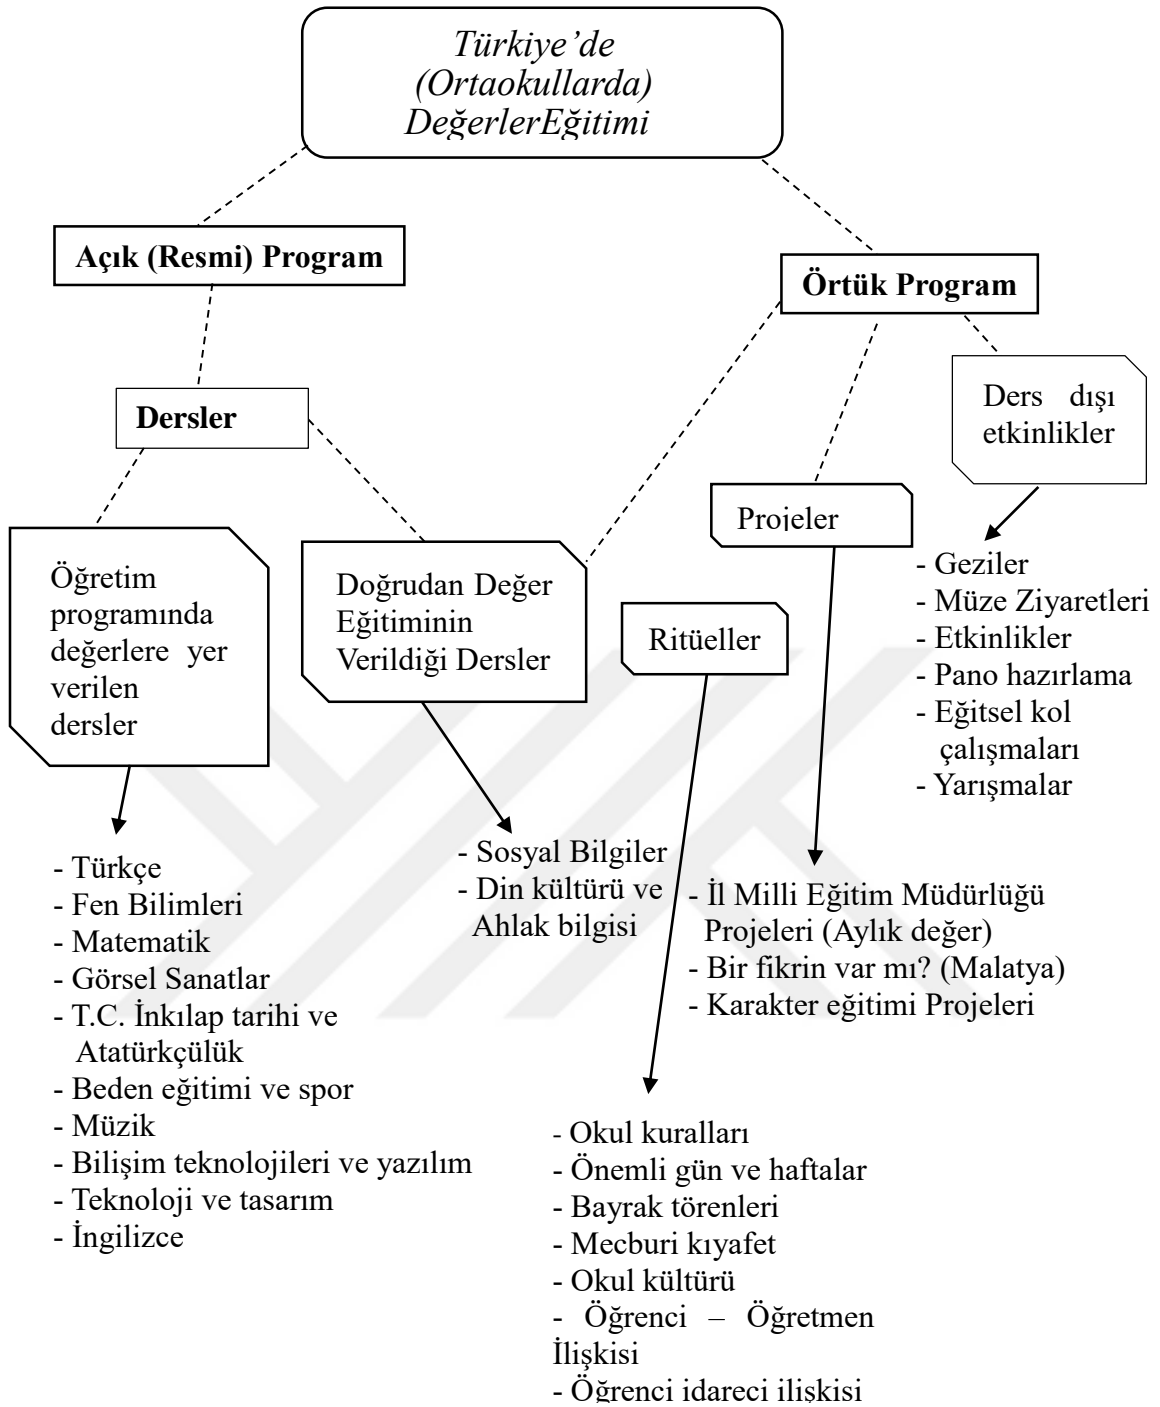 Türkiye’de
(Ortaokullarda)
DeğerlerEğitimi
Açık (Resmi) Program
Örtük Program
Dersler
Ders dışı
etkinlikler
Öğretim
programında
değerlere yer
verilen
dersler
Doğrudan Değer
Eğitiminin
Verildiği Dersler
Ritüeller
Projeler
- Geziler
- Müze Ziyaretleri
- Etkinlikler
- Pano hazırlama
- Eğitsel kol
çalışmaları
- Yarışmalar
- Türkçe
- Fen Bilimleri
- Matematik
- Görsel Sanatlar
- T.C. İnkılap tarihi ve
Atatürkçülük
- Beden eğitimi ve spor
- Müzik
- Bilişim teknolojileri ve yazılım
- Teknoloji ve tasarım
- İngilizce
- Sosyal Bilgiler
- Din kültürü ve
Ahlak bilgisi
- İl Milli Eğitim Müdürlüğü
Projeleri (Aylık değer)
- Bir fikrin var mı? (Malatya)
- Karakter eğitimi Projeleri
- Okul kuralları
- Önemli gün ve haftalar
- Bayrak törenleri
- Mecburi kıyafet
- Okul kültürü
- Öğrenci – Öğretmen
İlişkisi
- Öğrenci idareci ilişkisi